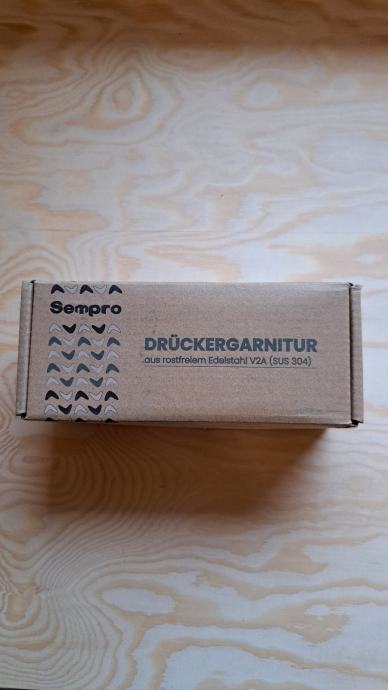 Sempro
DRÜCKERGARNITUR
aus rostfreiem Edelstahl V2A (SUS 304)